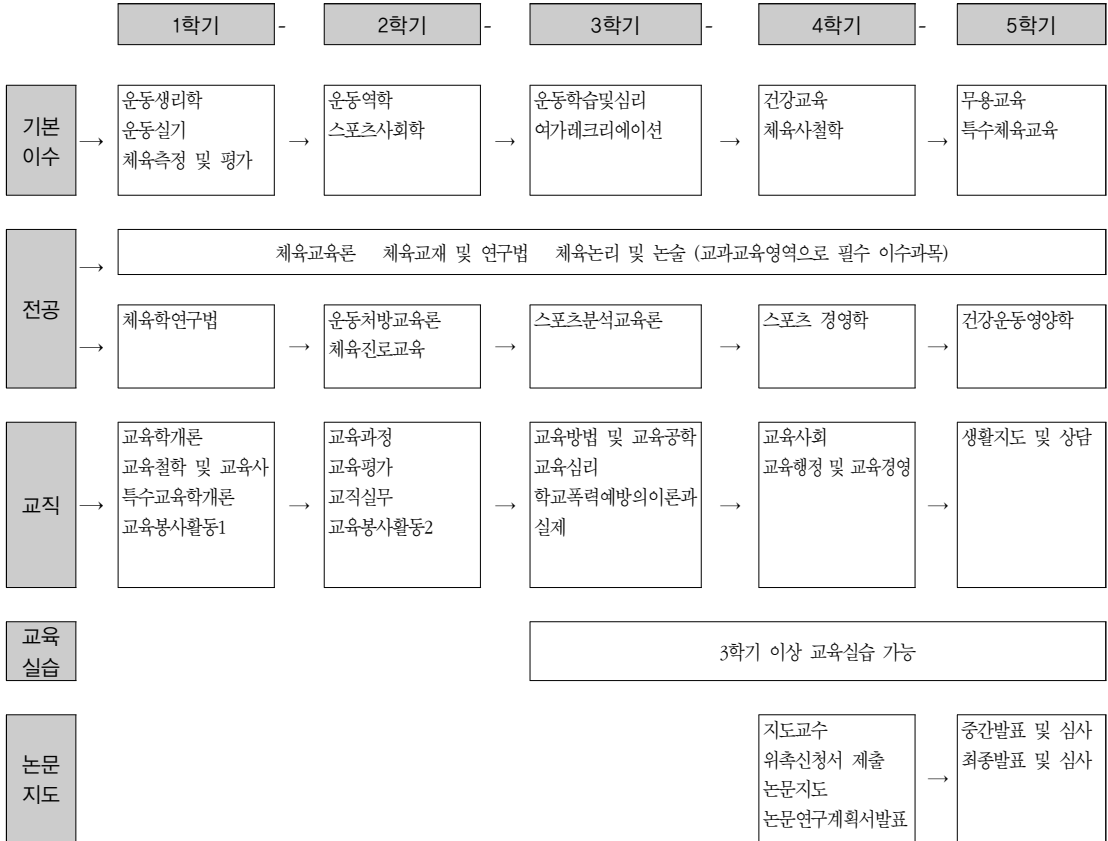 1학기 - 2학기 - 3학기 - 4학기 - 5학기
기본
이수
→
운동생리학
운동실기
체육측정 및 평가
→
운동역학
스포츠사회학
→
운동학습및심리
여가레크리에이션
→
건강교육
체육사철학
→
무용교육
특수체육교육
전공
→
체육교육론 체육교재 및 연구법 체육논리 및 논술 (교과교육영역으로 필수 이수과목)
→
체육학연구법
→
운동처방교육론
체육진로교육
→
스포츠분석교육론
→
스포츠 경영학
→
건강운동영양학
교직
→
교육학개론
교육철학 및 교육사
특수교육학개론
교육봉사활동1
→
교육과정
교육평가
교직실무
교육봉사활동2
→
교육방법 및 교육공학
교육심리
학교폭력예방의이론과
실제
→
교육사회
교육행정 및 교육경영
→
생활지도 및 상담
교육
실습
3학기 이상 교육실습 가능
논문
지도
지도교수
위촉신청서 제출
논문지도
논문연구계획서발표
→
중간발표 및 심사
최종발표 및 심사